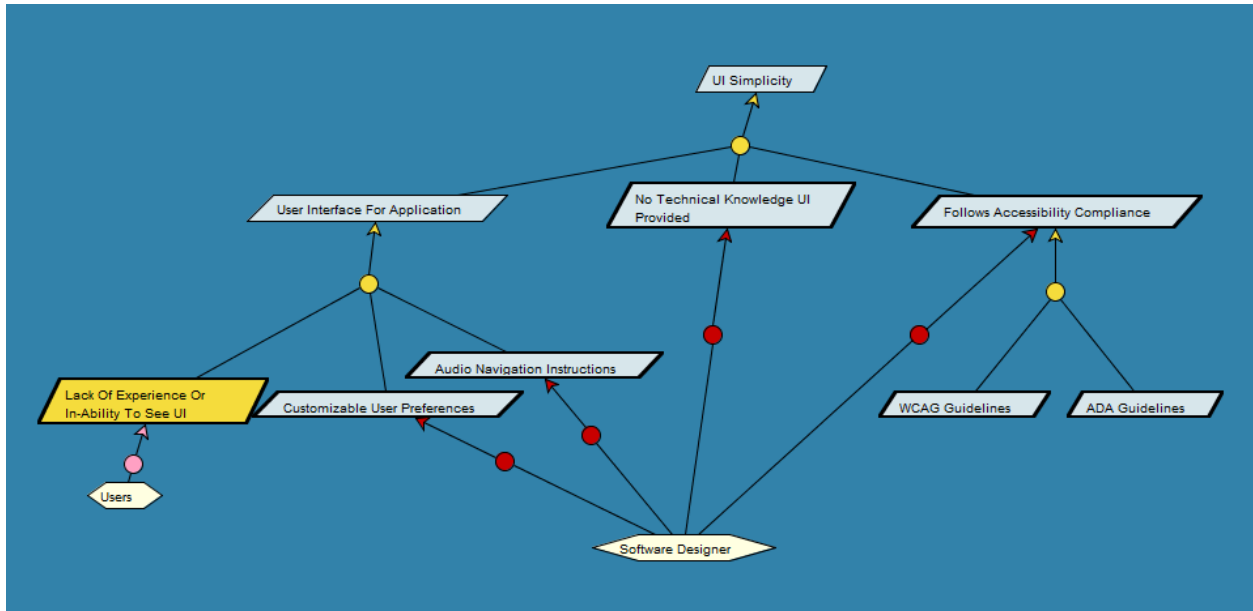 UI Simplicity
User Interface For Application
No Technical Knowledge UI
Provided
Follows Accessibility Compliance
Lack Of Experience Or
In-Ability To See UI
Customizable User Preferences
Audio Navigation Instructions
WCAG Guidelines
ADA Guidelines
Users
Software Designer